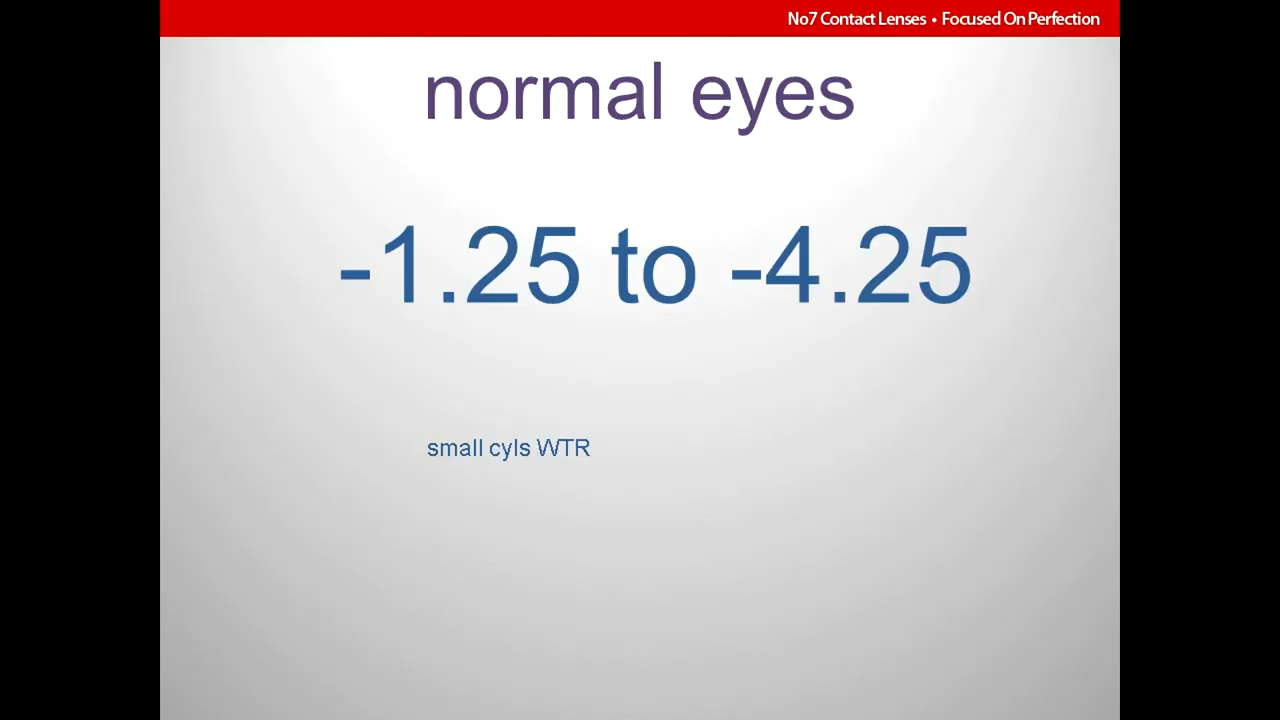 No7 Contact Lenses • Focused On Perfection
normal eyes
-1.25 to -4.25
small cyls WTR